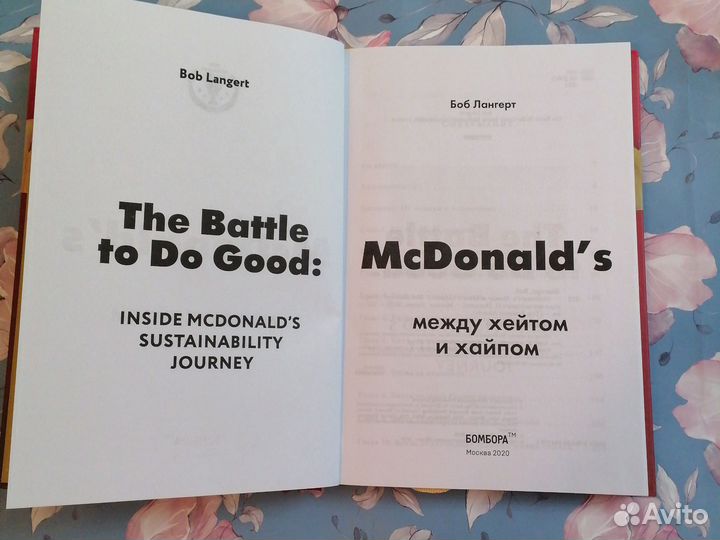 Bob Langert
The Battle
to Do Good:
INSIDE MCDONALD'S
SUSTAINABILITY
JOURNEY
Боб Лангерт
McDonald's
между хейтом
и хайпом
БОМБОРА™
Москва 2020
Avito